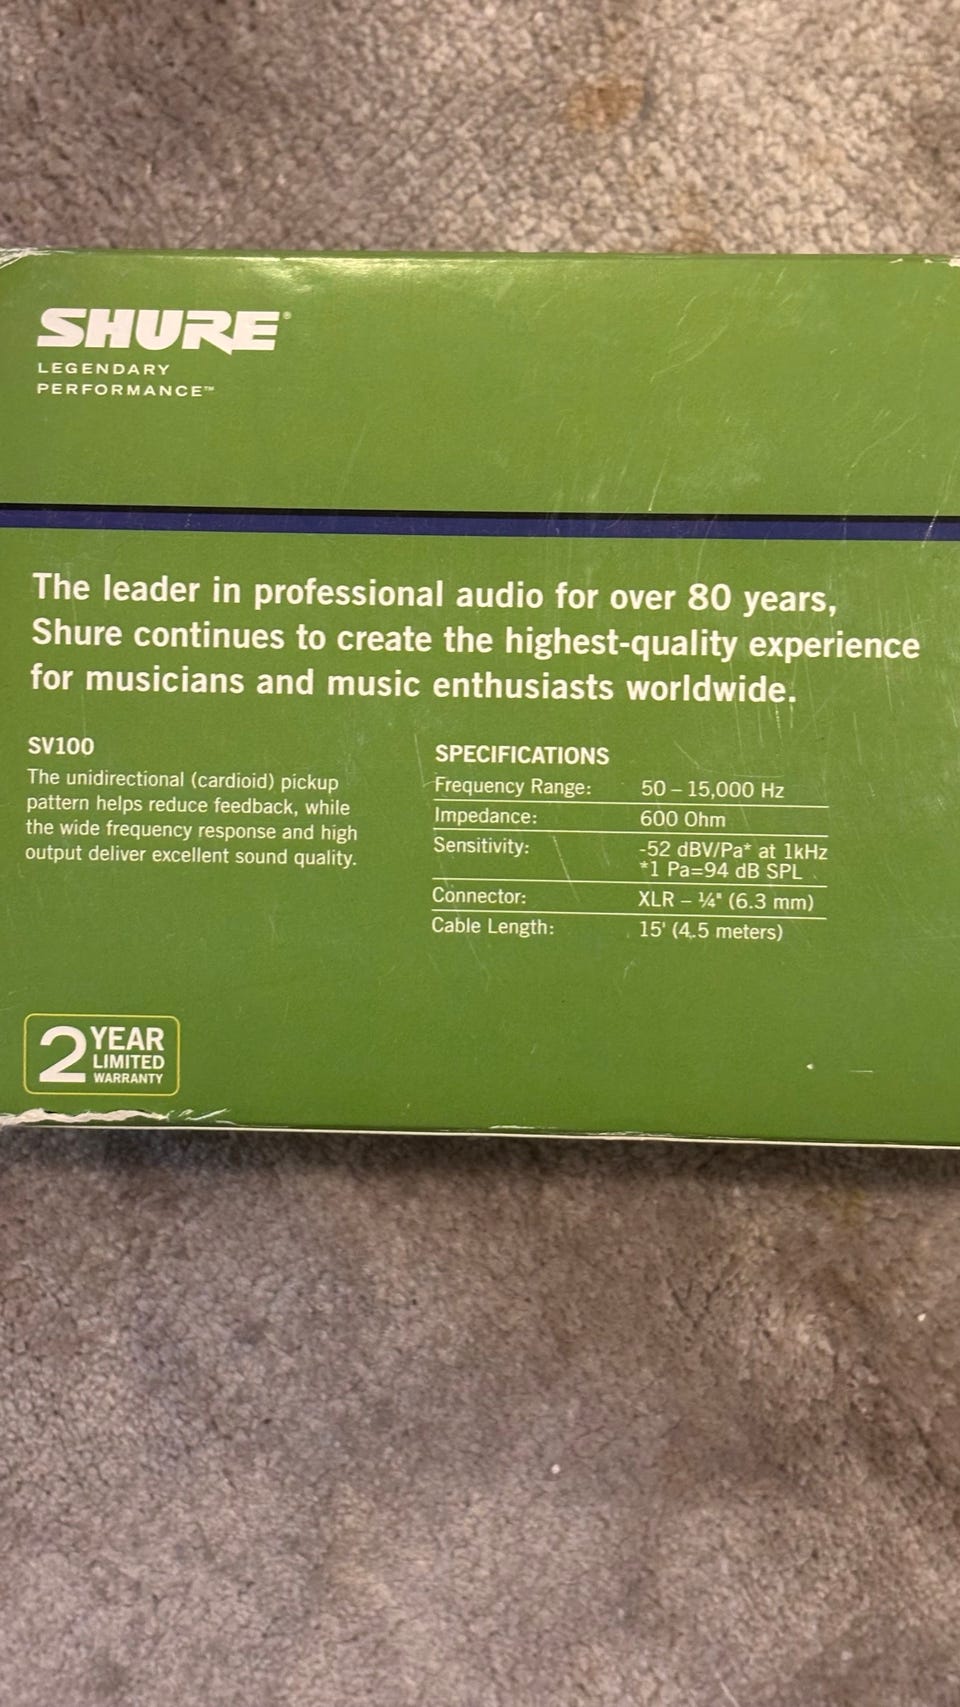 SHURE®
LEGENDARY
PERFORMANCE™
The leader in professional audio for over 80 years,
Shure continues to create the highest-quality experience
for musicians and music enthusiasts worldwide.
SV100
The unidirectional (cardioid) pickup
pattern helps reduce feedback, while
the wide frequency response and high
output deliver excellent sound quality.
SPECIFICATIONS
Frequency Range: 50 – 15,000 Hz
Impedance: 600 Ohm
Sensitivity: -52 dBV/Pa* at 1kHz
*1 Pa=94 dB SPL
Connector: XLR – ¼" (6.3 mm)
Cable Length: 15' (4.5 meters)
2 YEAR
LIMITED
WARRANTY